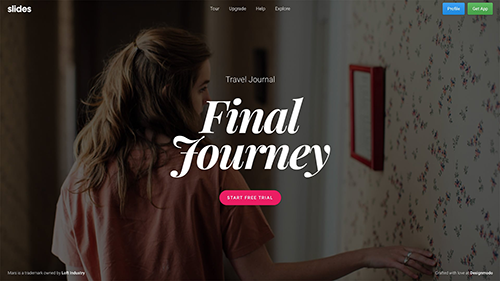 slides
Tour Upgrade Help Explore
Profile Get App
Travel Journal
Final
Journey
START FREE TRIAL
Marx is a trademark owned by Loft Industry
Crafted with love at Designmodo